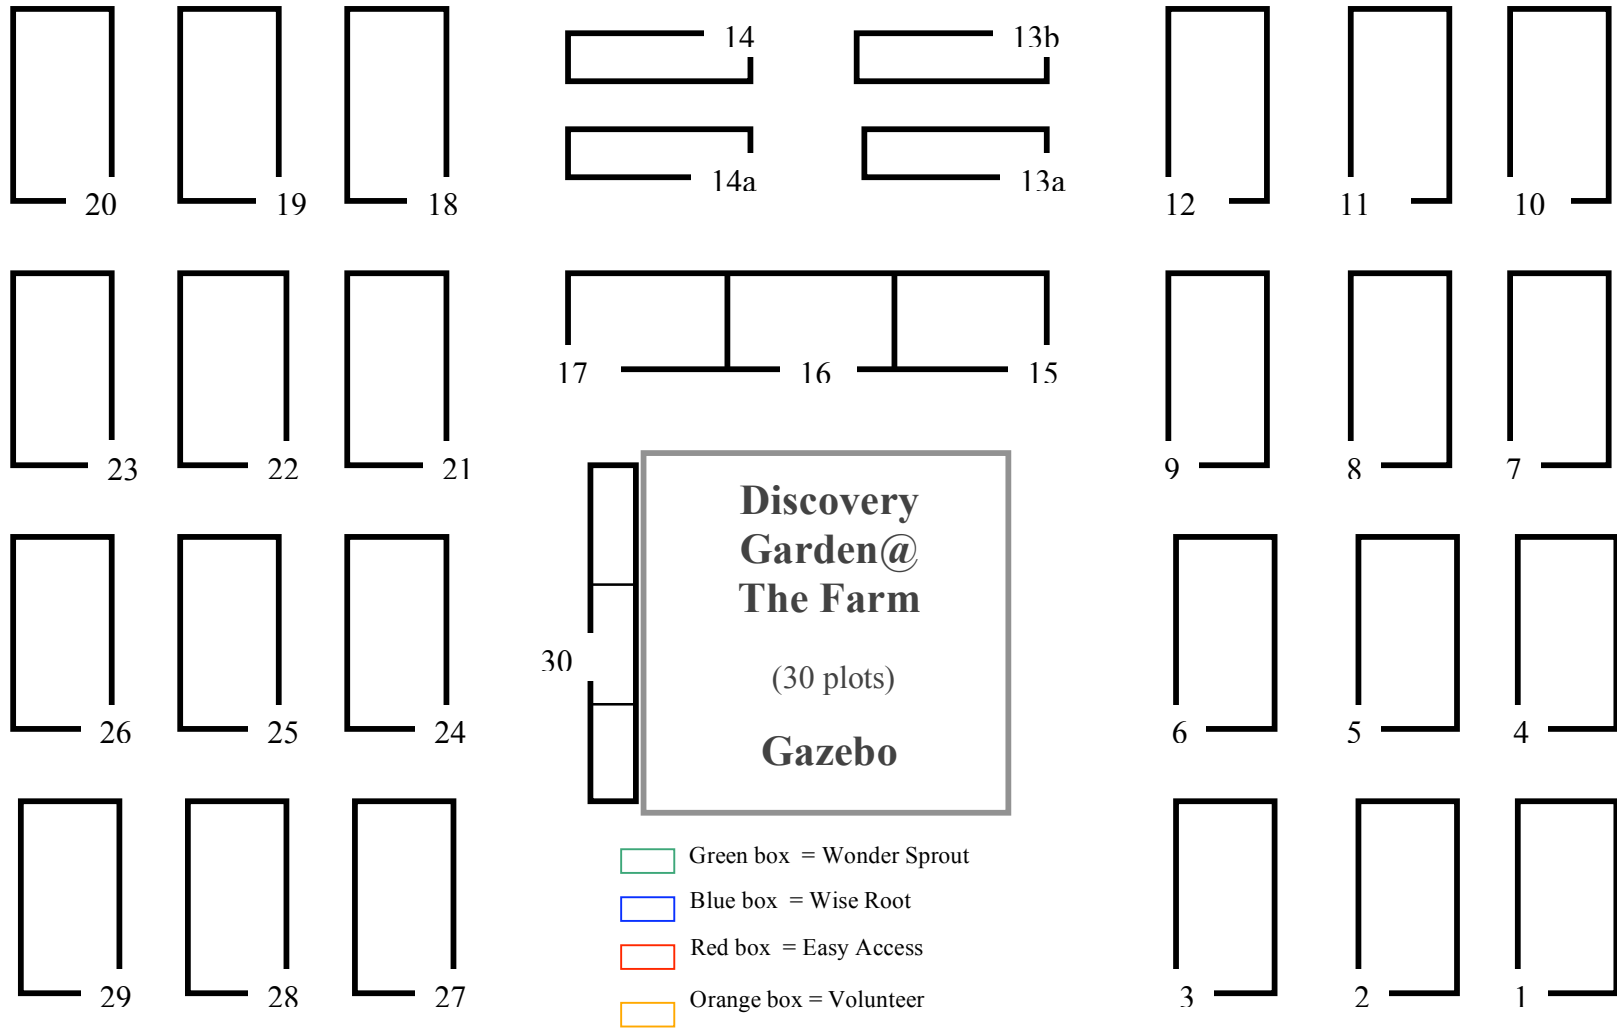 14 13b
14a 13a
20 19 18 12 11 10
17 16 15
23 22 21 9 8 7
Discovery
Garden@
The Farm
30
(30 plots)
26 25 24 6 5 4
Gazebo
Green box = Wonder Sprout
Blue box = Wise Root
Red box = Easy Access
Orange box = Volunteer
29 28 27 3 2 1